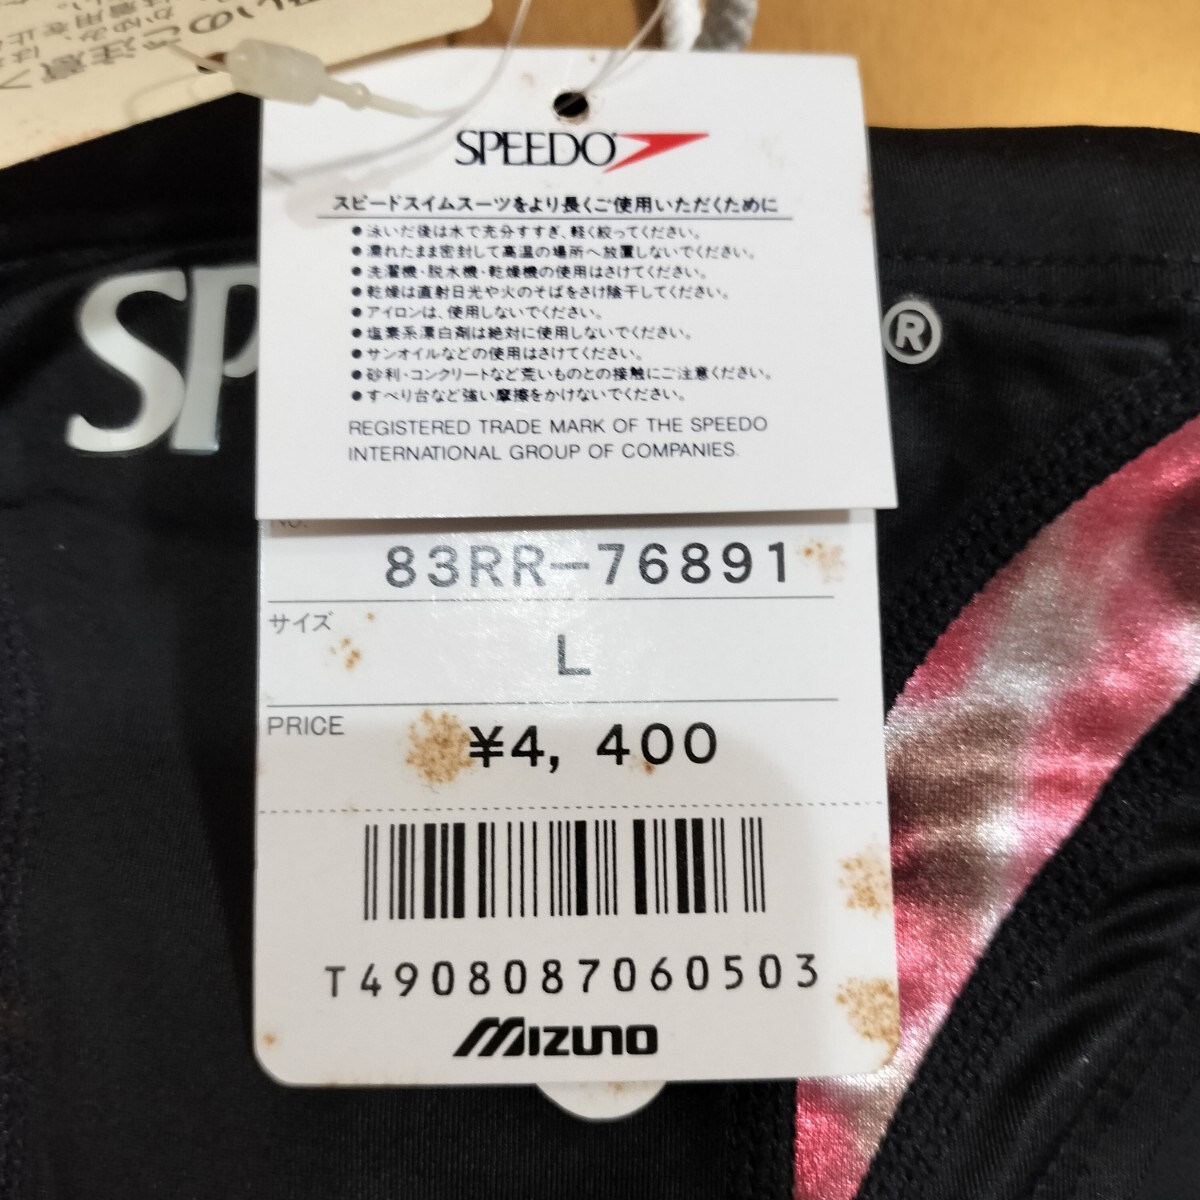 SPEEDO
スピードスイムスーツをより長くご使用いただくために
●泳いだ後は水で充分すすぎ、軽く絞ってください。
●濡れたまま密封して高温の場所へ放置しないでください。
●洗濯機・脱水機・乾燥機の使用はさけてください。
●乾燥は直射日光や火のそばをさけ陰干してください。
●アイロンは、使用しないでください。
●塩素系漂白剤は絶対に使用しないでください。
●サンオイルなどの使用はさけてください。
●砂利・コンクリートなど荒いものとの接触にご注意ください。
●すべり台など強い摩擦をかけないでください。
REGISTERED TRADE MARK OF THE SPEEDO
INTERNATIONAL GROUP OF COMPANIES.
SP ®
No.
83RR-76891
サイズ
L
PRICE
¥4,400
T4908087060503
MIZUNO